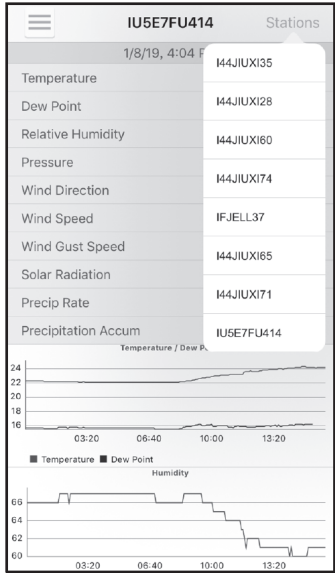 IU5E7FU414 Stations
1/8/19, 4:04
Temperature
Dew Point
Relative Humidity
Pressure
Wind Direction
Wind Speed
Wind Gust Speed
Solar Radiation
Precip Rate
Precipitation Accum
I44JIUXI35
I44JIUXI28
I44JIUXI60
I44JIUXI74
IFJELL37
I44JIUXI65
I44JIUXI71
IU5E7FU414
Temperature / Dew
24
22
20
18
16
03:20 06:40 10:00 13:20
Temperature Dew Point
Humidity
66
64
62
60
03:20 06:40 10:00 13:20